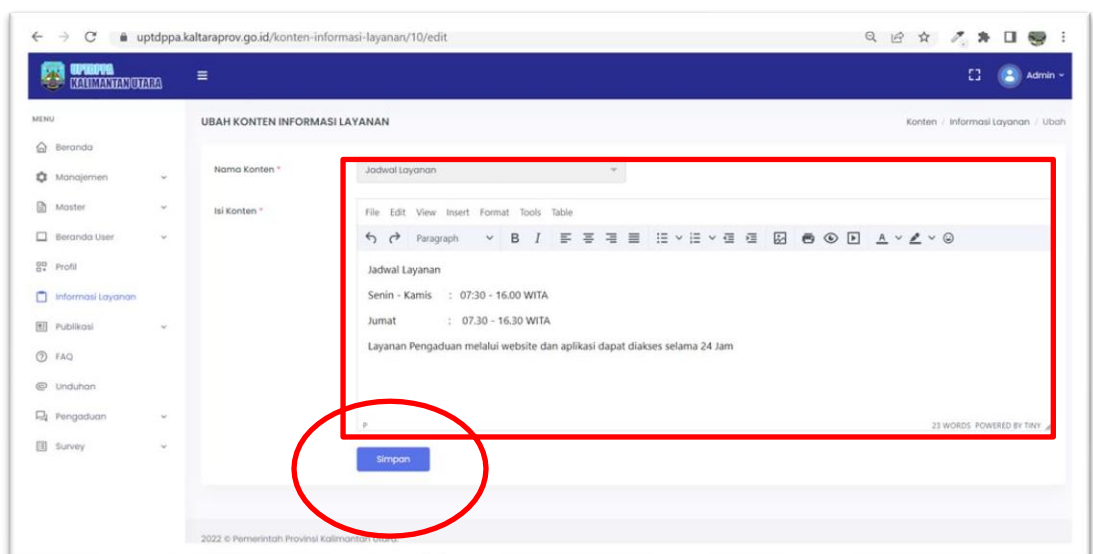 uptdppa.kaltaraprov.go.id/konten-informasi-layanan/10/edit
UPTDPPA
KALIMANTAN UTARA
Admin
MENU
UBAH KONTEN INFORMASI LAYANAN
Konten / Informasi Layanan / Ubah
Beranda
Manajemen
Master
Beranda User
Profil
Informasi Layanan
Publikasi
FAQ
Unduhan
Pengaduan
Survey
Nama Konten *
Jadwal Layanan
Isi Konten *
File Edit View Insert Format Tools Table
Paragraph B I A
Jadwal Layanan
Senin - Kamis : 07:30 - 16.00 WITA
Jumat : 07.30 - 16.30 WITA
Layanan Pengaduan melalui website dan aplikasi dapat diakses selama 24 Jam
P
23 WORDS POWERED BY TINY
Simpan
2022 © Pemerintah Provinsi Kalimantan Utara.